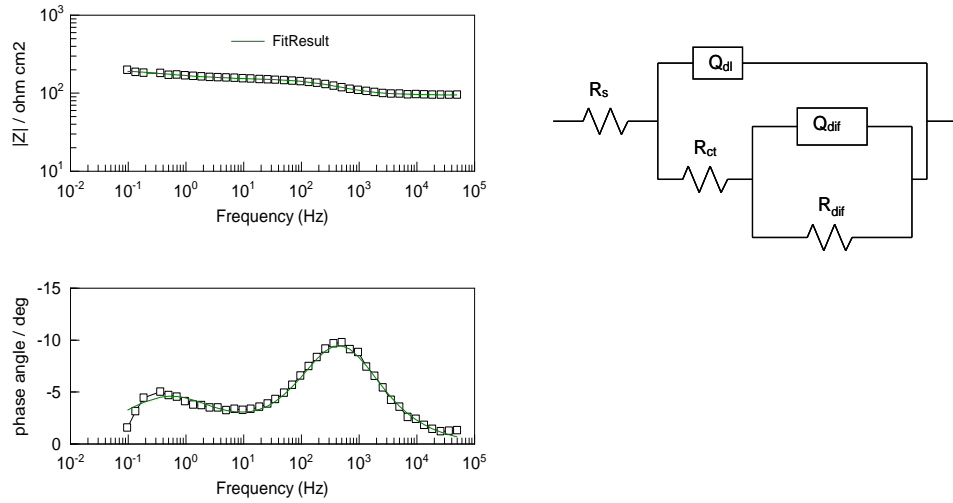 10³
10²
10¹
|Z| / ohm cm2
FitResult
10⁻² 10⁻¹ 10⁰ 10¹ 10² 10³ 10⁴ 10⁵
Frequency (Hz)
-15
-10
-5
0
phase angle / deg
10⁻² 10⁻¹ 10⁰ 10¹ 10² 10³ 10⁴ 10⁵
Frequency (Hz)
Qdl
Rs
Qdif
Rct
Rdif